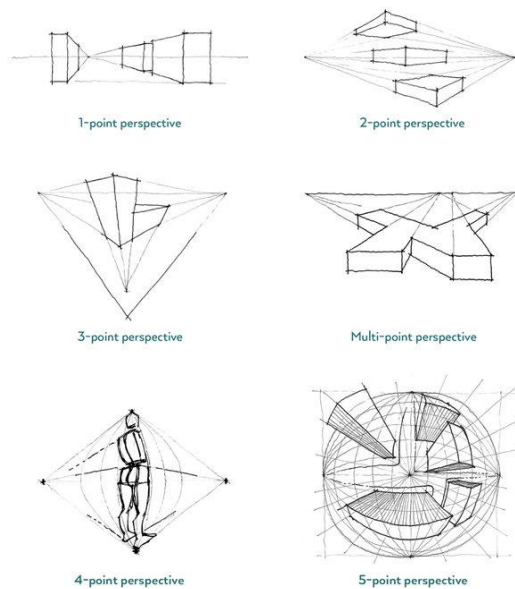 1-point perspective
2-point perspective
3-point perspective
Multi-point perspective
4-point perspective
5-point perspective